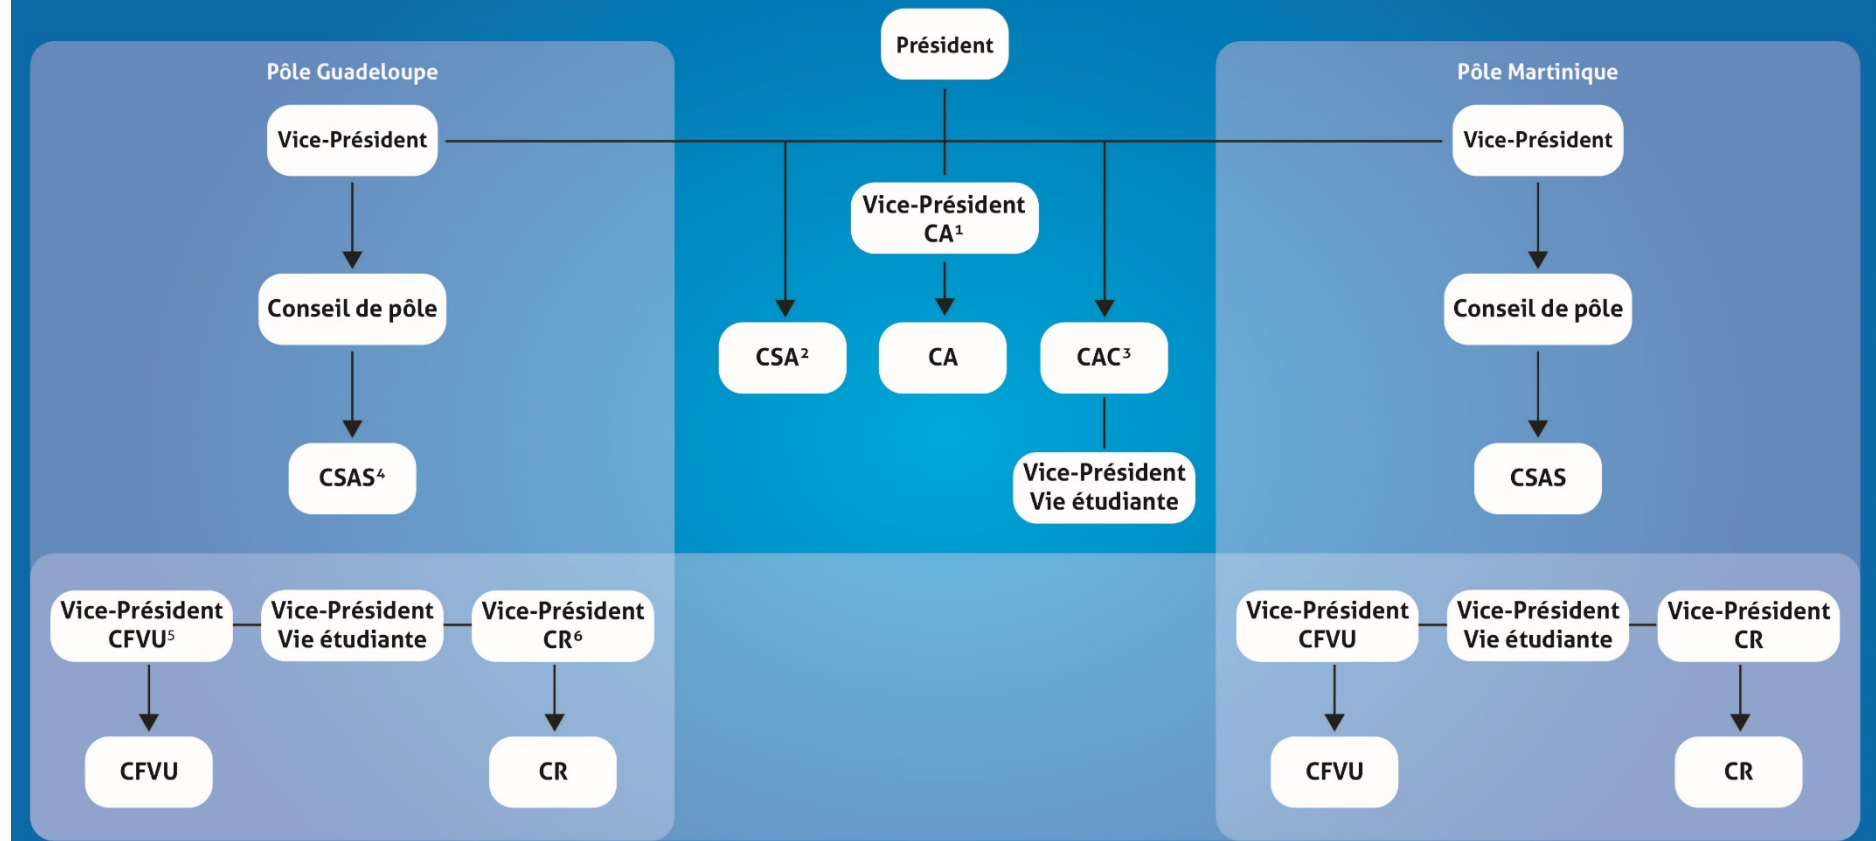 Président
Pôle Guadeloupe
Pôle Martinique
Vice-Président
Vice-Président
Vice-Président
CA¹
Conseil de pôle
Conseil de pôle
CSA²
CA
CAC³
CSAS⁴
Vice-Président
Vie étudiante
CSAS
Vice-Président
CFVU⁵
Vice-Président
Vie étudiante
Vice-Président
CR⁶
Vice-Président
CFVU
Vice-Président
Vie étudiante
Vice-Président
CR
CFVU
CR
CFVU
CR